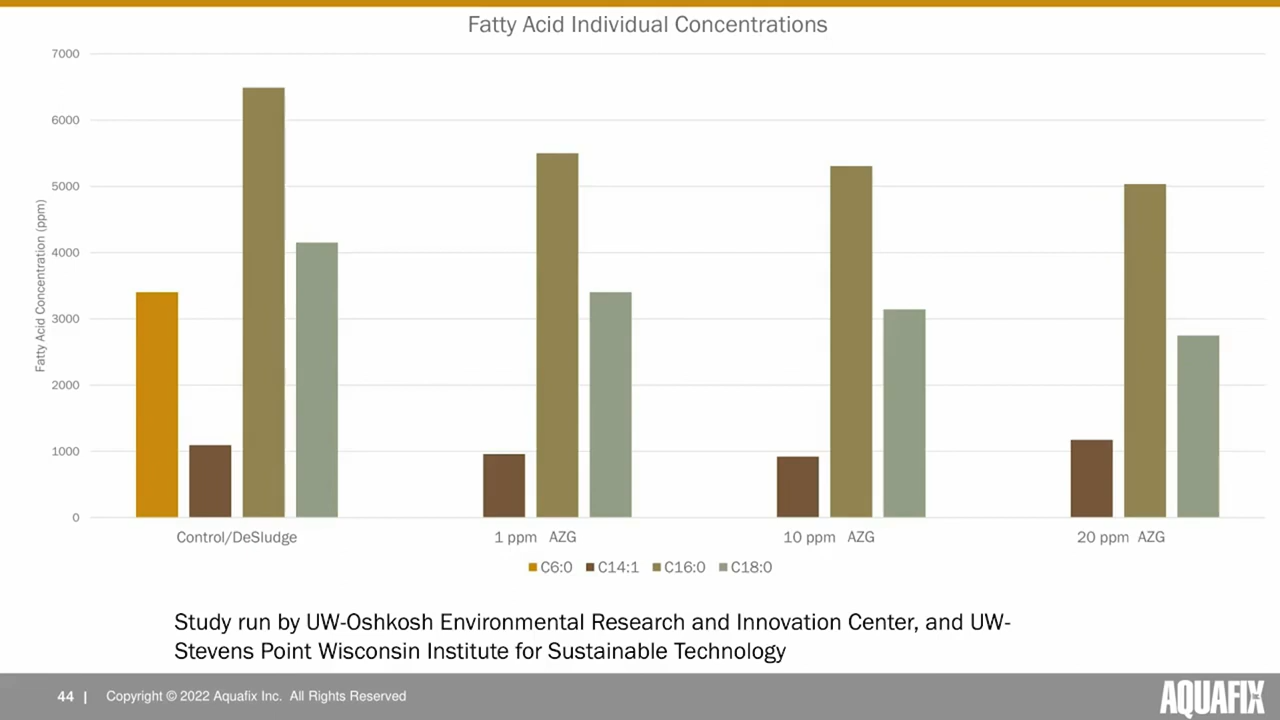 Fatty Acid Individual Concentrations
7000
6000
5000
4000
3000
2000
1000
0
Fatty Acid Concentration (ppm)
Control/DeSludge
1 ppm AZG
10 ppm AZG
20 ppm AZG
C6:0 C14:1 C16:0 C18:0
Study run by UW-Oshkosh Environmental Research and Innovation Center, and UW-
Stevens Point Wisconsin Institute for Sustainable Technology
44 | Copyright © 2022 Aquafix Inc. All Rights Reserved
AQUAFIX